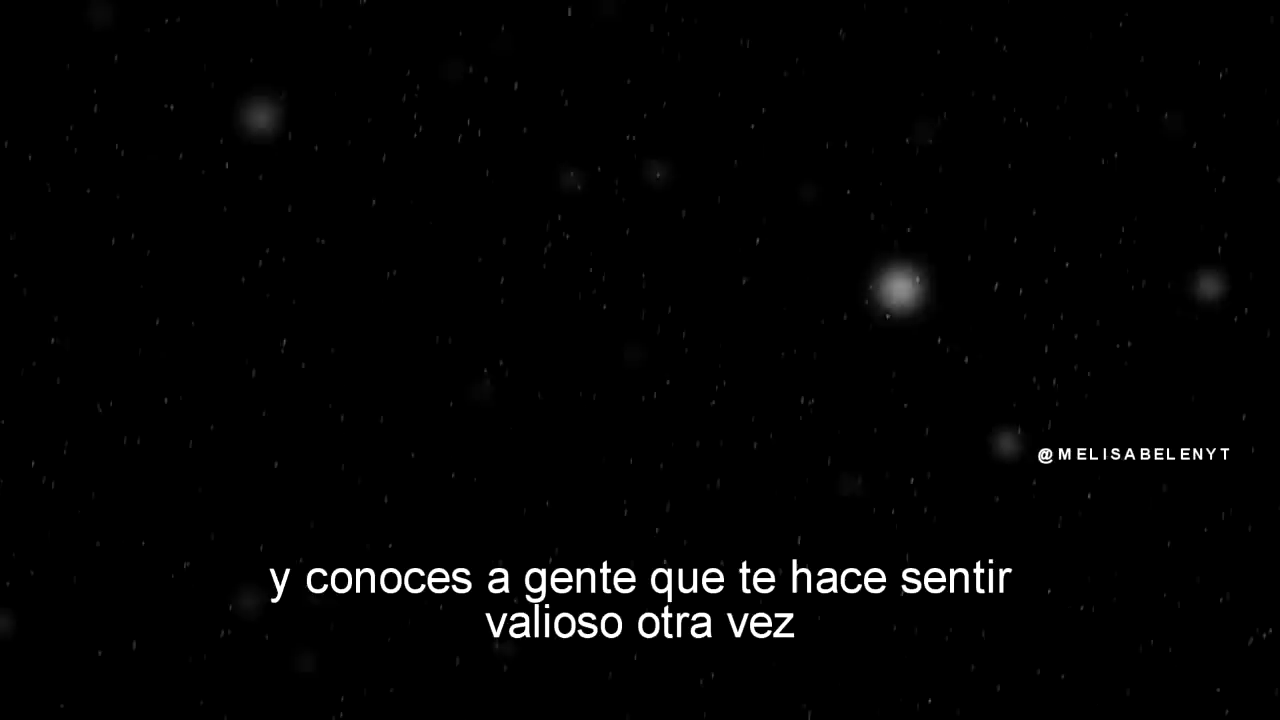 @MELISABELENYT
y conoces a gente que te hace sentir
valioso otra vez